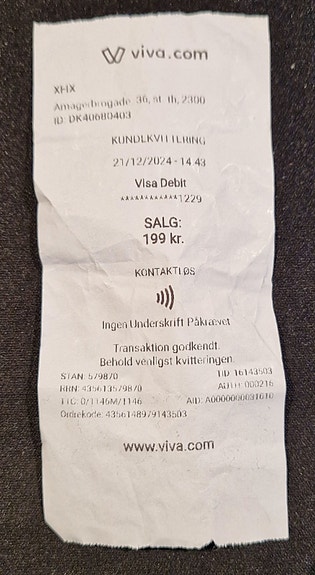 viva.com
XFIX
Amagerbrogade 36, st. th, 2300
ID: DK40680403
KUNDEKVITTERING
21/12/2024 - 14:43
Visa Debit
************1229
SALG:
199 kr.
KONTAKTLØS
Ingen Underskrift Påkrævet
Transaktion godkendt.
Behold venligst kvitteringen.
STAN: 579870 TID: 16143503
RRN: 435613579870 AUTH: 000216
TTC: 0/1146M/1146 AID: A0000000031010
Ordrekode: 4356148979143503
www.viva.com